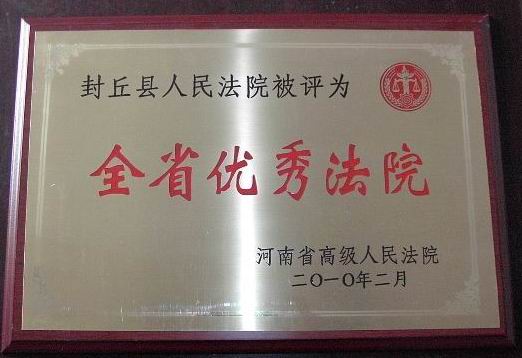 封丘县人民法院被评为
全省优秀法院
河南省高级人民法院
二〇一〇年二月